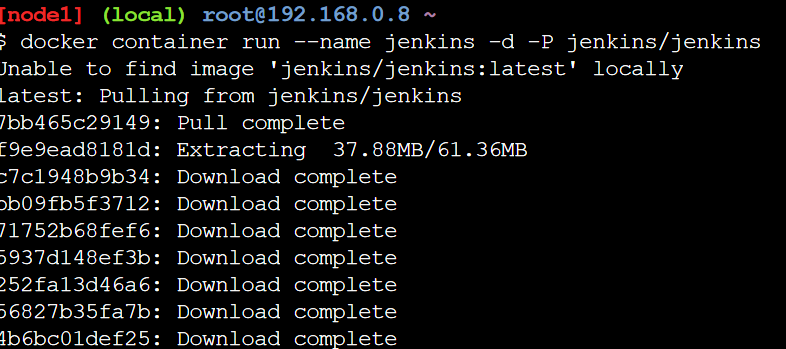 [node1] (local) root@192.168.0.8 ~
$ docker container run --name jenkins -d -P jenkins/jenkins
Unable to find image 'jenkins/jenkins:latest' locally
latest: Pulling from jenkins/jenkins
7bb465c29149: Pull complete
f9e9ead8181d: Extracting  37.88MB/61.36MB
c7c1948b9b34: Download complete
bb09fb5f3712: Download complete
71752b68fef6: Download complete
5937d148ef3b: Download complete
252fa13d46a6: Download complete
56827b35fa7b: Download complete
4b6bc01def25: Download complete